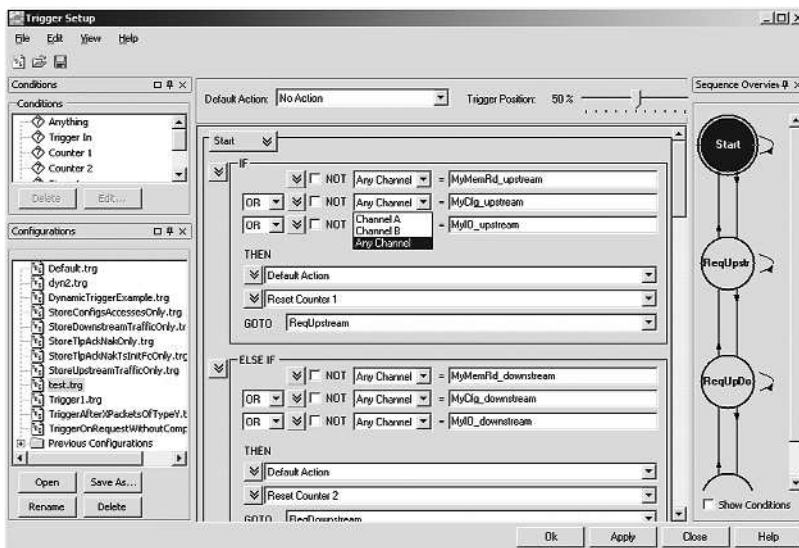 Trigger Setup
File Edit View Help
Conditions
Conditions
Anything
Trigger In
Counter 1
Counter 2
Delete Edit...
Configurations
Default.trg
dyn2.trg
DynamicTriggerExample.trg
StoreConfigsAccessesOnly.trg
StoreDownstreamTrafficOnly.tr
StoreTlpAckNakOnly.trg
StoreTlpAckNakTsInitFcOnly.trg
StoreUpstreamTrafficOnly.trg
test.trg
Trigger1.trg
TriggerAfterXPacketsOfTypeY.t
TriggerOnRequestWithoutComp
Previous Configurations
Open Save As...
Rename Delete
Default Action: No Action Trigger Position: 50 %
Start
IF
NOT Any Channel = MyMemRd_upstream
OR NOT Any Channel = MyCfg_upstream
OR NOT = MyIO_upstream
Channel A
Channel B
Any Channel
THEN
Default Action
Reset Counter 1
GOTO ReqUpstream
ELSE IF
NOT Any Channel = MyMemRd_downstream
OR NOT Any Channel = MyCfg_downstream
OR NOT Any Channel = MyIO_downstream
THEN
Default Action
Reset Counter 2
GOTO ReqDownstream
Sequence Overview
Start
ReqUpstr
ReqUpDo
Show Conditions
Ok Apply Close Help